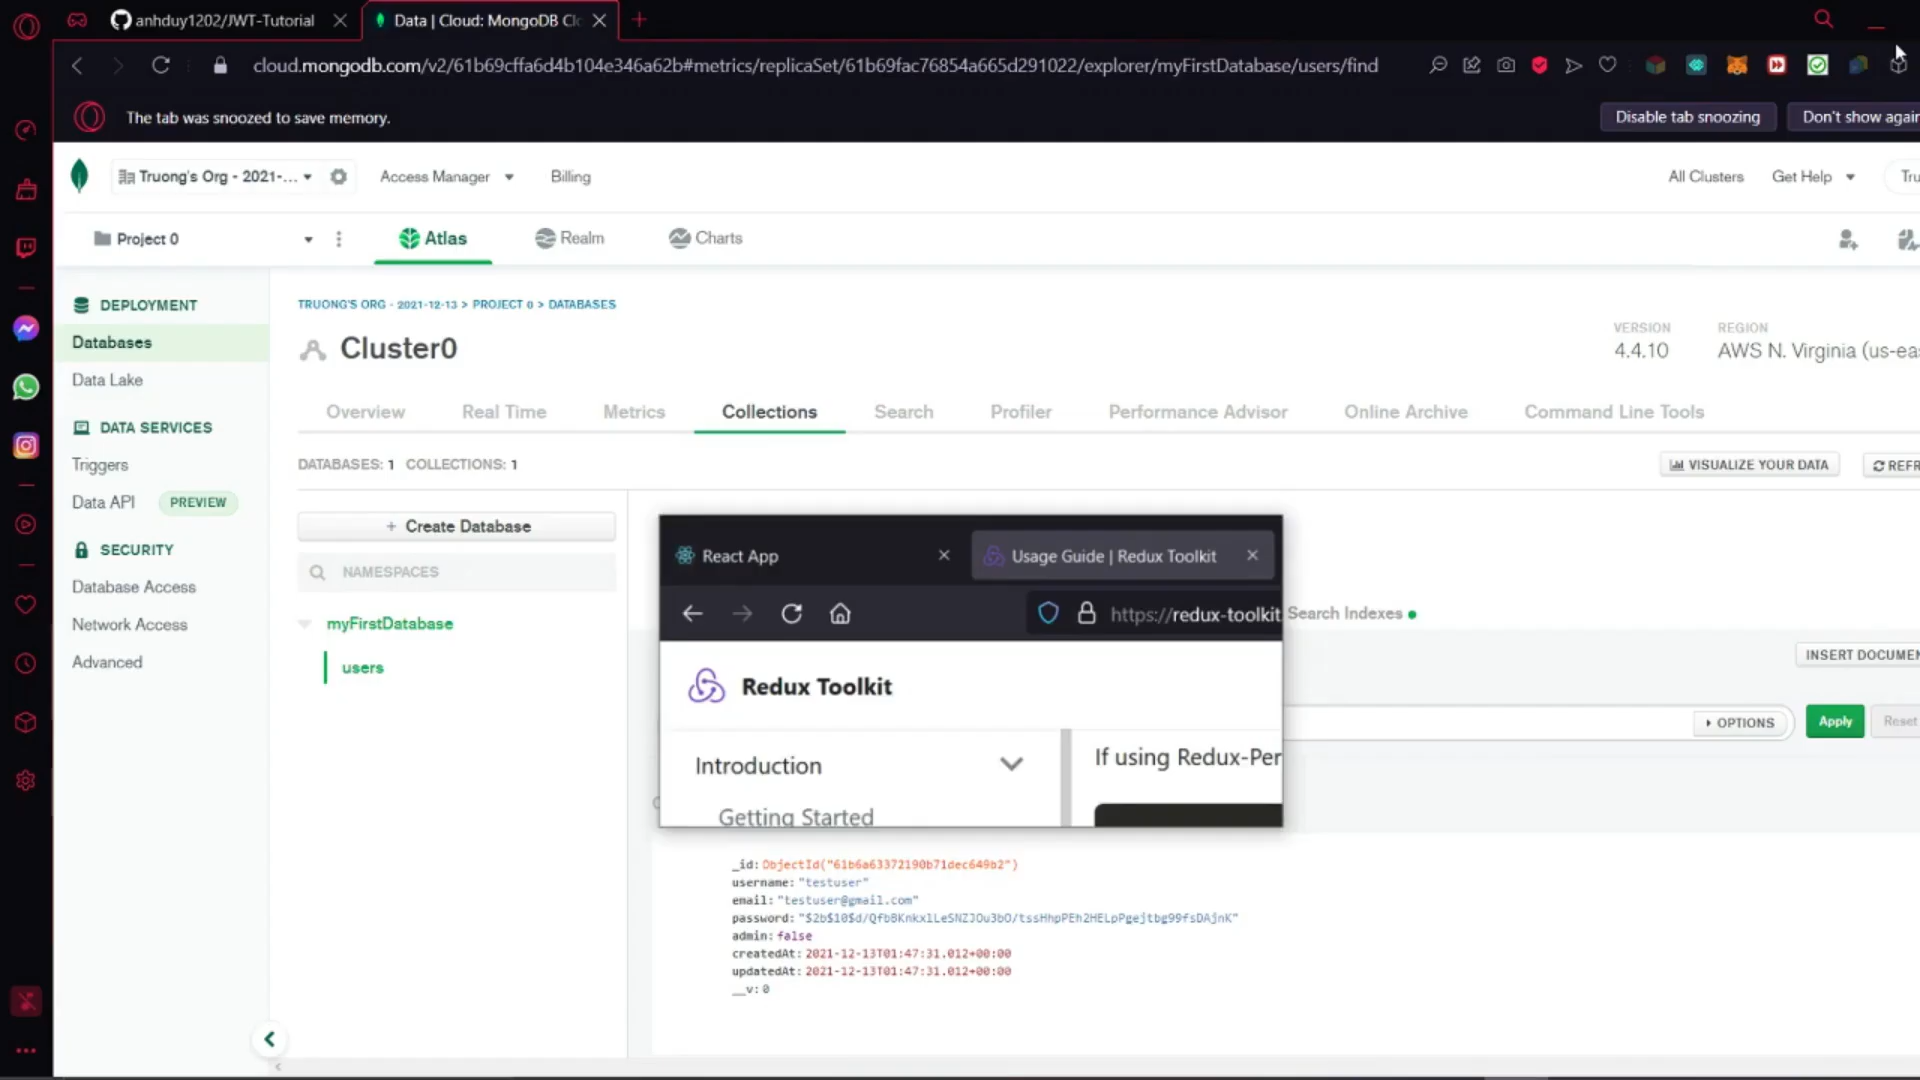 anhduy1202/JWT-Tutorial
Data | Cloud: MongoDB Cl
cloud.mongodb.com/v2/61b69cffa6d4b104e346a62b#metrics/replicaSet/61b69fac76854a665d291022/explorer/myFirstDatabase/users/find
The tab was snoozed to save memory.
Disable tab snoozing
Don't show again
Truong's Org - 2021-...
Access Manager
Billing
All Clusters
Get Help
Tru
Project 0
Atlas
Realm
Charts
DEPLOYMENT
Databases
Data Lake
DATA SERVICES
Triggers
Data API PREVIEW
SECURITY
Database Access
Network Access
Advanced
TRUONG'S ORG - 2021-12-13 > PROJECT 0 > DATABASES
Cluster0
VERSION
4.4.10
REGION
AWS N. Virginia (us-eas
Overview
Real Time
Metrics
Collections
Search
Profiler
Performance Advisor
Online Archive
Command Line Tools
DATABASES: 1 COLLECTIONS: 1
VISUALIZE YOUR DATA
REFR
+ Create Database
NAMESPACES
myFirstDatabase
users
React App
Usage Guide | Redux Toolkit
https://redux-toolkit
Redux Toolkit
Introduction
Getting Started
If using Redux-Per
Search Indexes
INSERT DOCUMEN
OPTIONS
Apply
Reset
_id: ObjectId("61b6a63372190b71dec649b2")
username: "testuser"
email: "testuser@gmail.com"
password: "$2b$10$d/QfbBKnkxlLeSNZJOu3bO/tssHhpPEh2HELpPgejtbg99fsDAjnK"
admin: false
createdAt: 2021-12-13T01:47:31.012+00:00
updatedAt: 2021-12-13T01:47:31.012+00:00
__v: 0